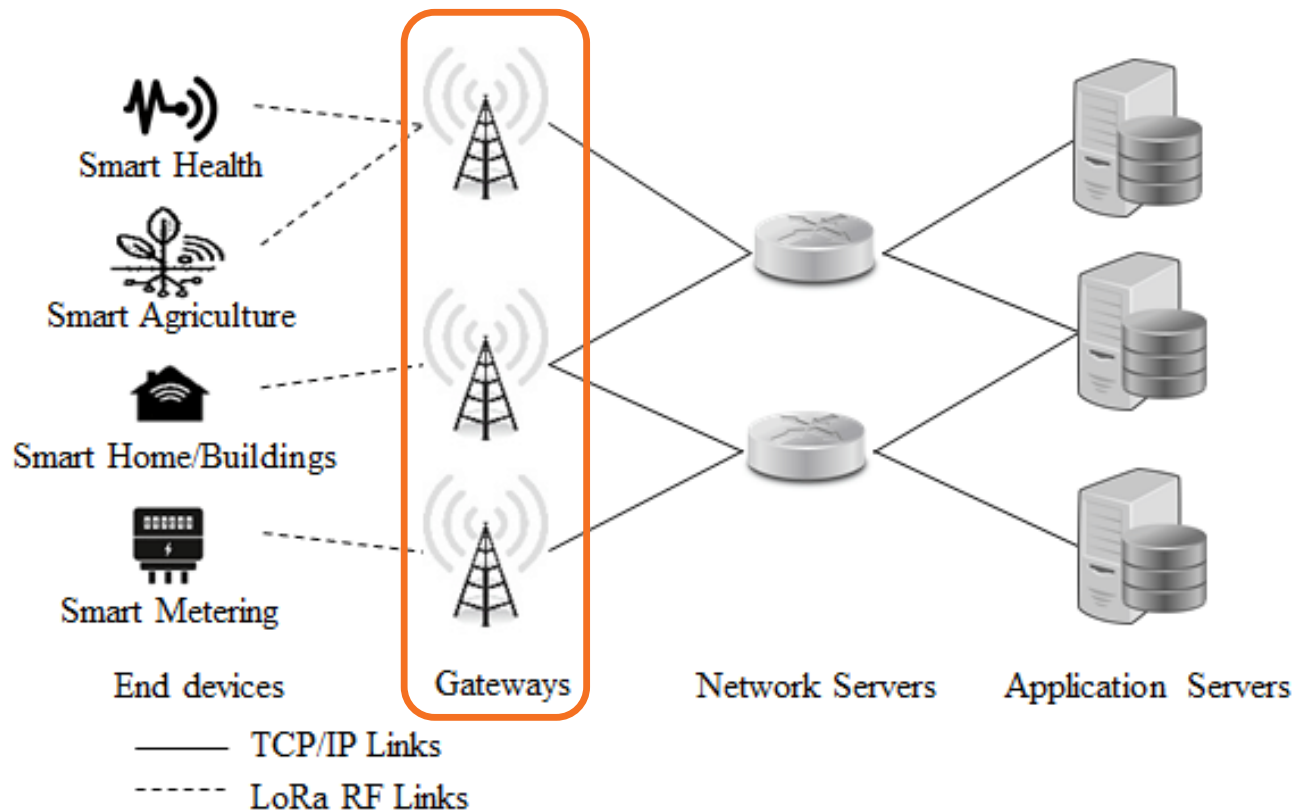 Smart Health
Smart Agriculture
Smart Home/Buildings
Smart Metering
End devices
Gateways
Network Servers
Application Servers
TCP/IP Links
LoRa RF Links